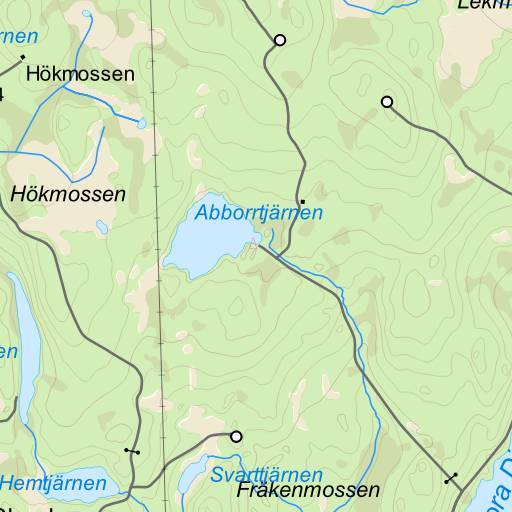 Hökmossen
Hökmossen
Abborrtjärnen
Hemtjärnen
Svarttjärnen
Fräkenmossen